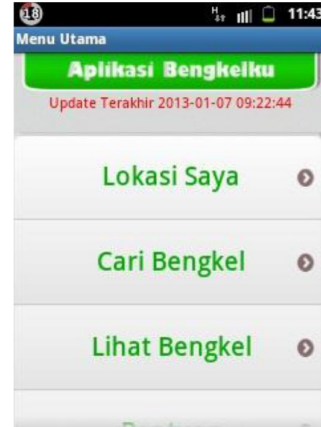 18 H 11:43
Menu Utama
Aplikasi Bengkelku
Update Terakhir 2013-01-07 09:22:44
Lokasi Saya
Cari Bengkel
Lihat Bengkel